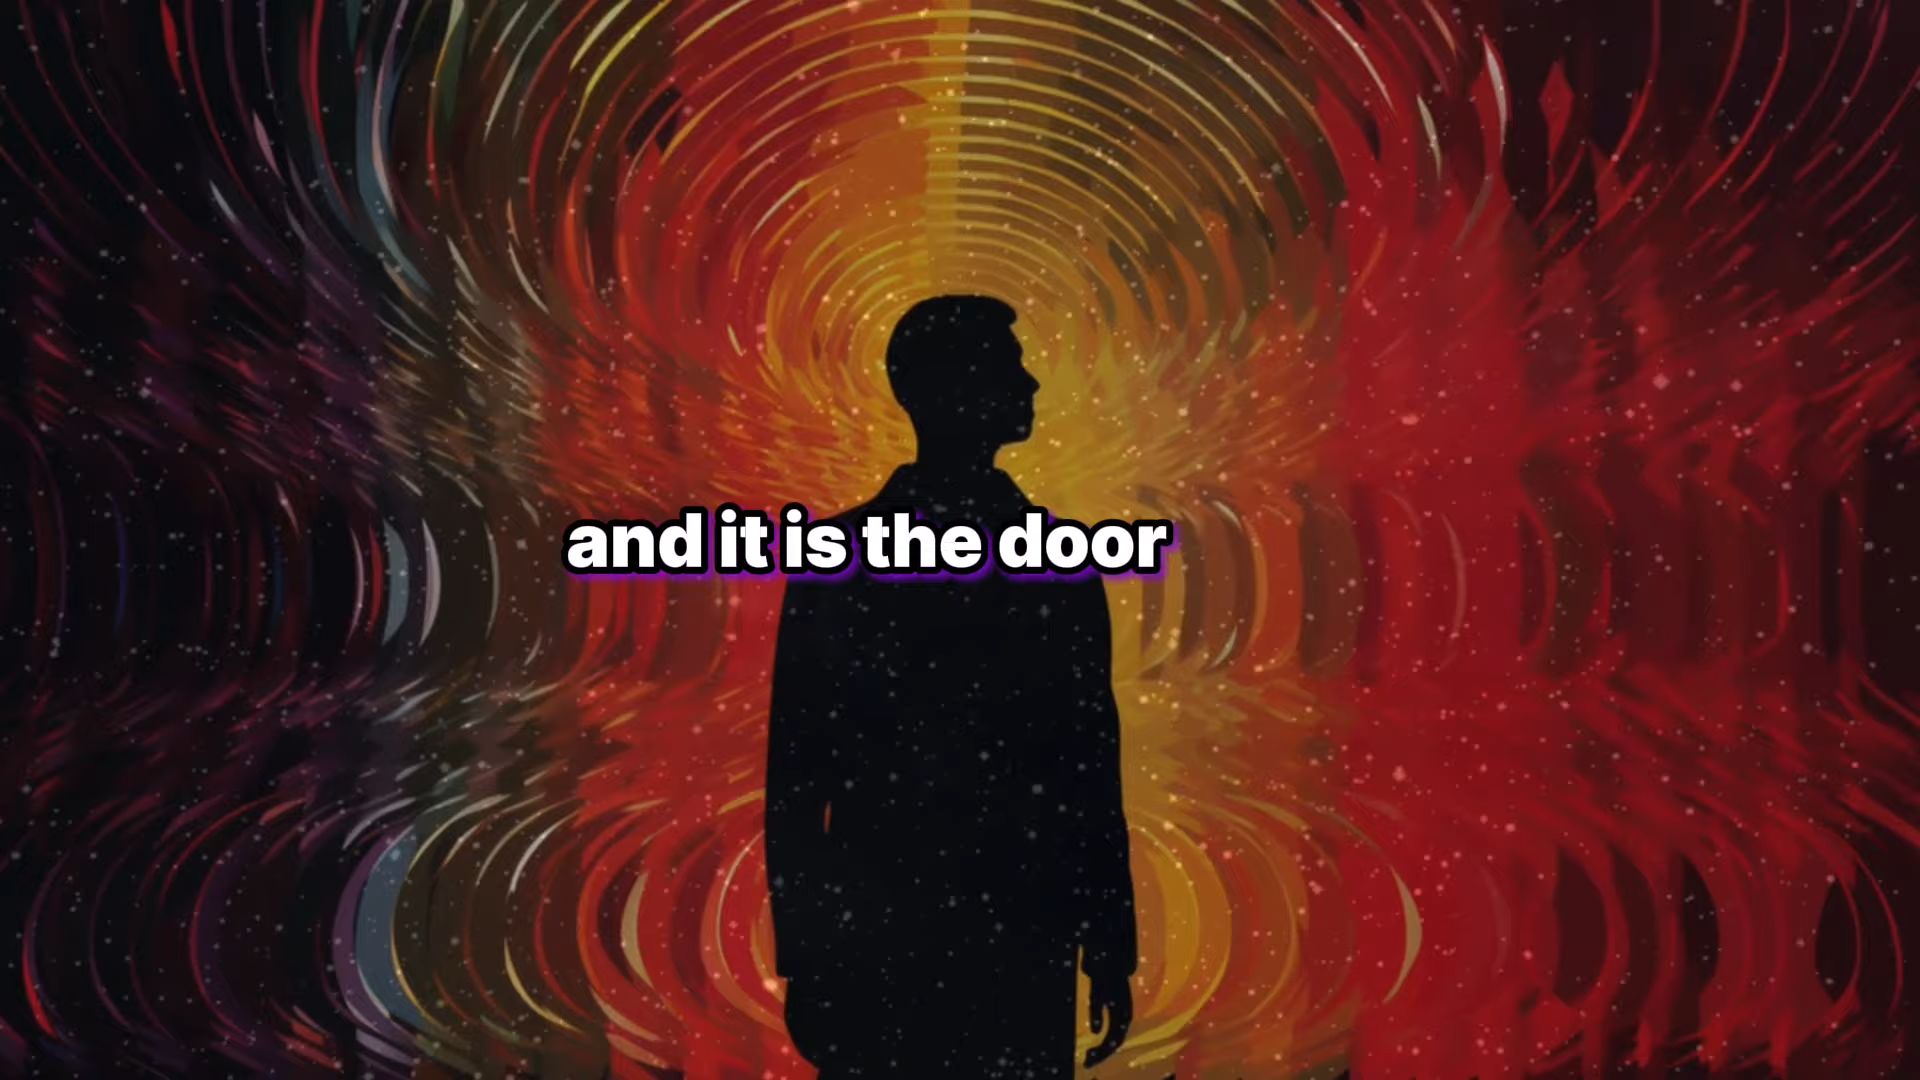 and it is the door